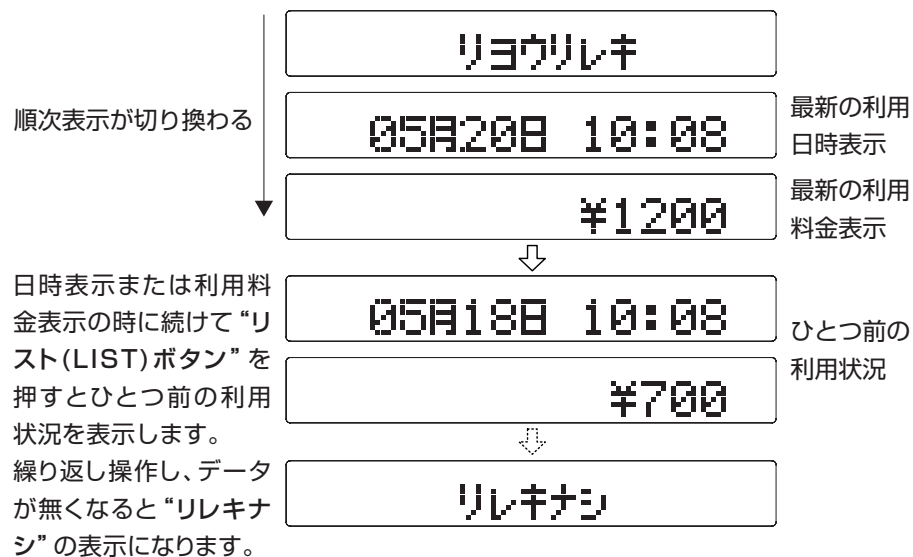 リヨウリレキ
順次表示が切り換わる
05月20日 10:08
最新の利用
日時表示
¥1200
最新の利用
料金表示
日時表示または利用料
金表示の時に続けて“リ
スト(LIST)ボタン”を
押すとひとつ前の利用
状況を表示します。
繰り返し操作し、データ
が無くなると“リレキナ
シ”の表示になります。
05月18日 10:08
¥700
ひとつ前の
利用状況
リレキナシ